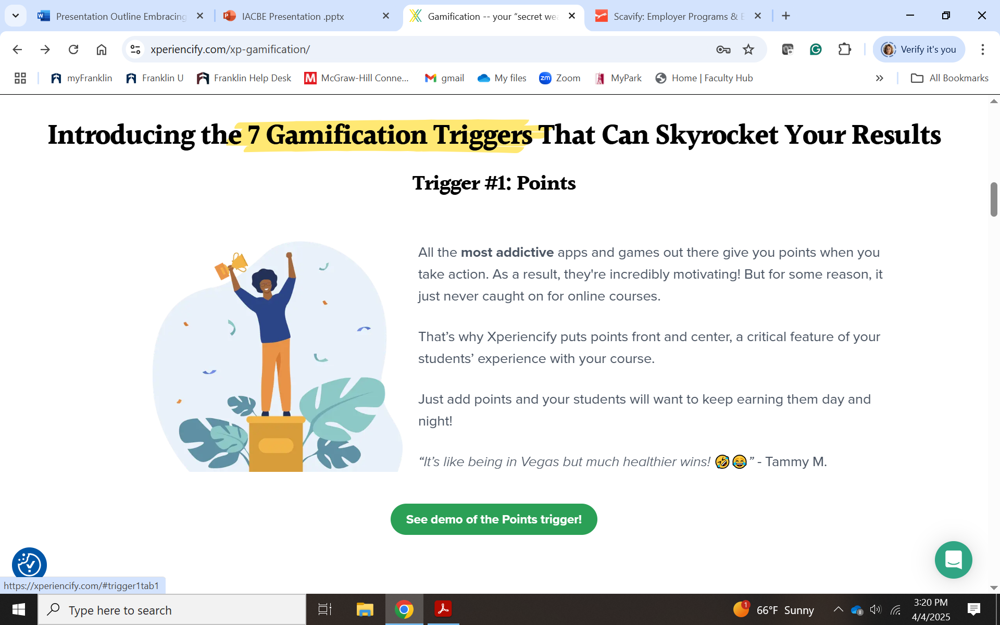 Presentation Outline Embracing
IACBE Presentation .pptx
Gamification -- your “secret wea
Scavify: Employer Programs & E
xperiencify.com/xp-gamification/
Verify it's you
myFranklin
Franklin U
Franklin Help Desk
McGraw-Hill Conne...
gmail
My files
zm Zoom
MyPark
Home | Faculty Hub
All Bookmarks
Introducing the 7 Gamification Triggers That Can Skyrocket Your Results
Trigger #1: Points
All the most addictive apps and games out there give you points when you
take action. As a result, they're incredibly motivating! But for some reason, it
just never caught on for online courses.
That’s why Xperiencify puts points front and center, a critical feature of your
students’ experience with your course.
Just add points and your students will want to keep earning them day and
night!
“It’s like being in Vegas but much healthier wins! 🤣😂” - Tammy M.
See demo of the Points trigger!
https://xperiencify.com/#trigger1tab1
Type here to search
1
66°F Sunny
3:20 PM
4/4/2025